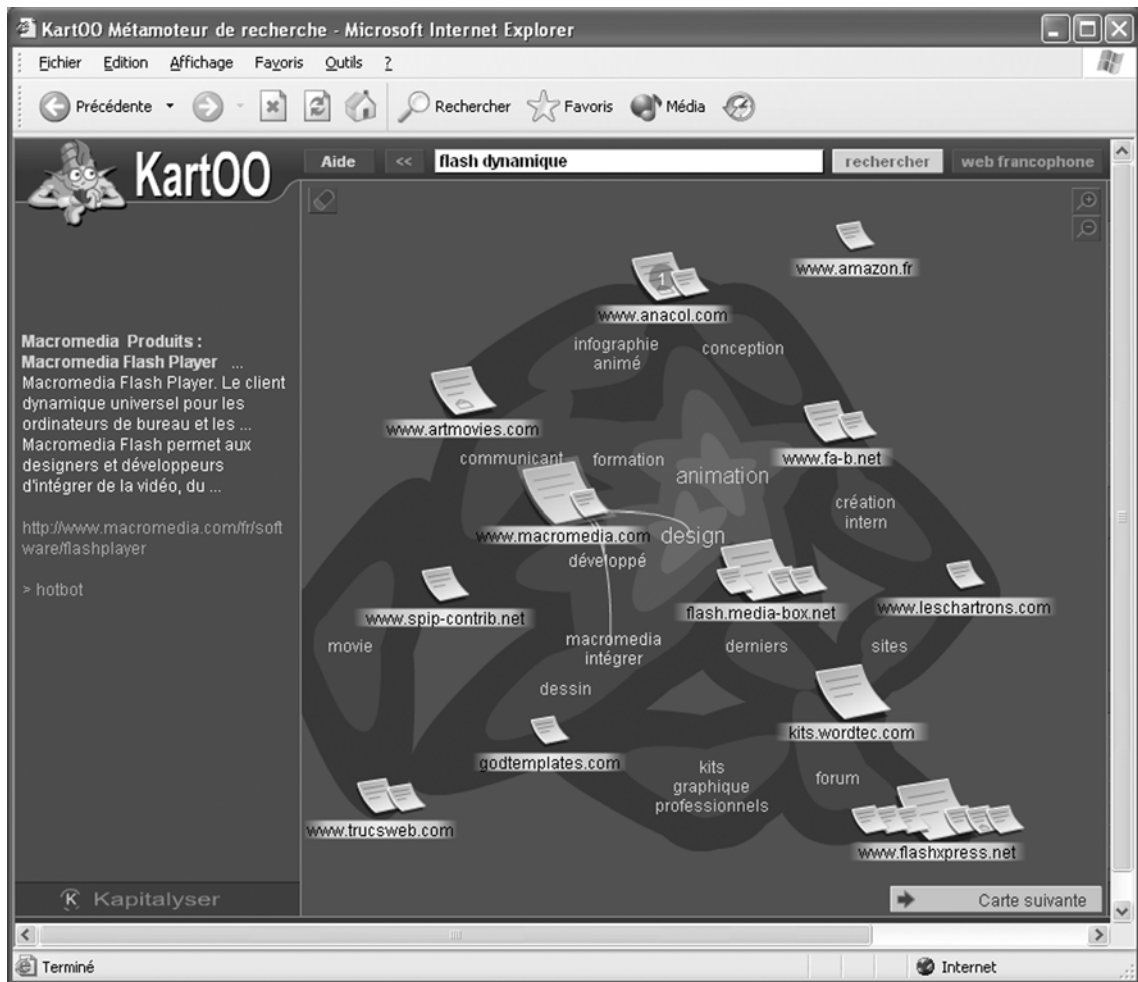 KartOO Métamoteur de recherche - Microsoft Internet Explorer
Fichier Edition Affichage Favoris Outils ?
Précédente Rechercher Favoris Média
KartOO
Aide << flash dynamique rechercher web francophone
www.amazon.fr
1
www.anacol.com
infographie
animé
conception
Macromedia Produits :
Macromedia Flash Player ...
Macromedia Flash Player. Le client
dynamique universel pour les
ordinateurs de bureau et les ...
Macromedia Flash permet aux
designers et développeurs
d'intégrer de la vidéo, du ...
http://www.macromedia.com/fr/soft
ware/flashplayer
> hotbot
www.artmovies.com
www.fa-b.net
communicant
formation
animation
création
intern
www.macromedia.com
design
développé
www.spip-contrib.net
flash.media-box.net
www.leschartrons.com
movie
macromedia
intégrer
derniers
sites
dessin
kits.wordtec.com
godtemplates.com
kits
graphique
professionnels
forum
www.trucsweb.com
www.flashxpress.net
K Kapitalyser
Carte suivante
Terminé
Internet